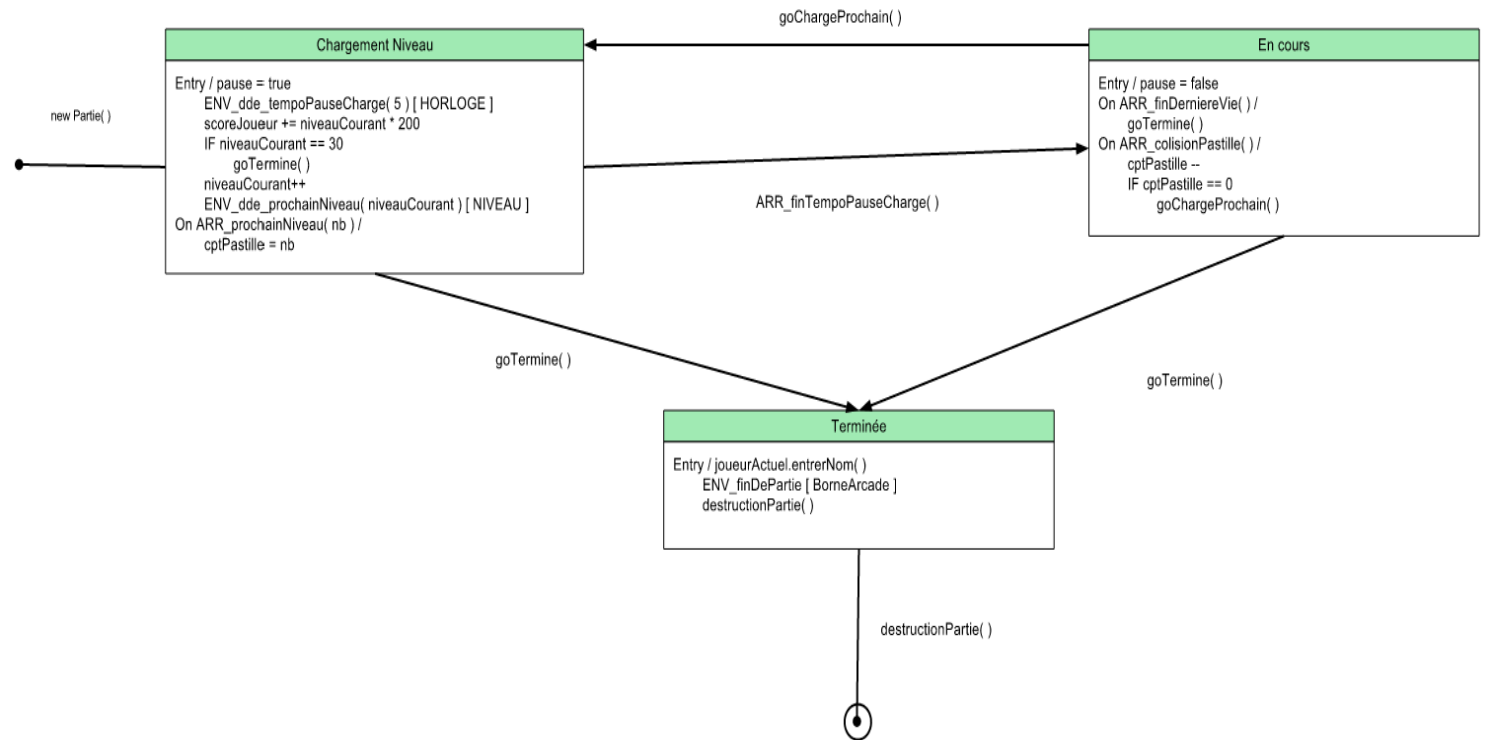 goChargeProchain( )
Chargement Niveau
En cours
new Partie( )
Entry / pause = true
ENV_dde_tempoPauseCharge( 5 ) [ HORLOGE ]
scoreJoueur += niveauCourant * 200
IF niveauCourant == 30
goTermine( )
niveauCourant++
ENV_dde_prochainNiveau( niveauCourant ) [ NIVEAU ]
On ARR_prochainNiveau( nb ) /
cptPastille = nb
ARR_finTempoPauseCharge( )
Entry / pause = false
On ARR_finDerniereVie( ) /
goTermine( )
On ARR_colisionPastille( ) /
cptPastille --
IF cptPastille == 0
goChargeProchain( )
goTermine( )
goTermine( )
Terminée
Entry / joueurActuel.entrerNom( )
ENV_finDePartie [ BorneArcade ]
destructionPartie( )
destructionPartie( )